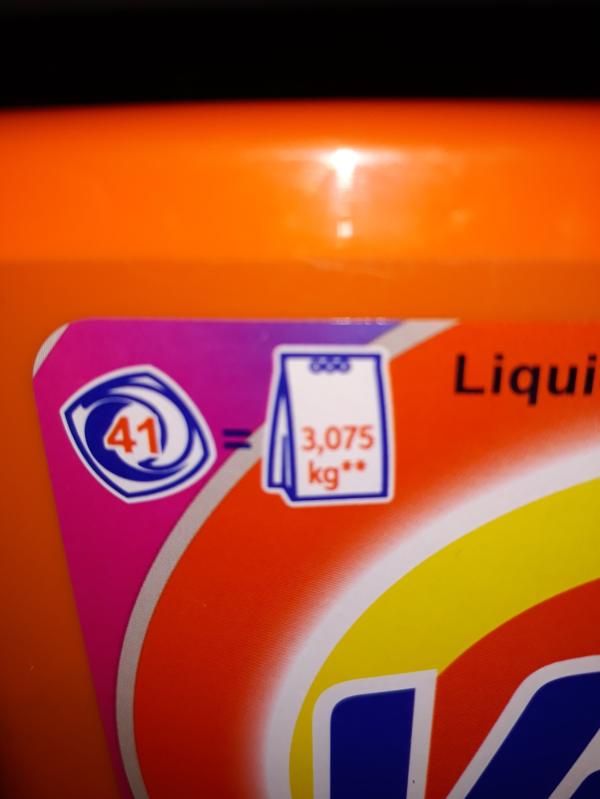 41 = 3,075
kg**
Liqui